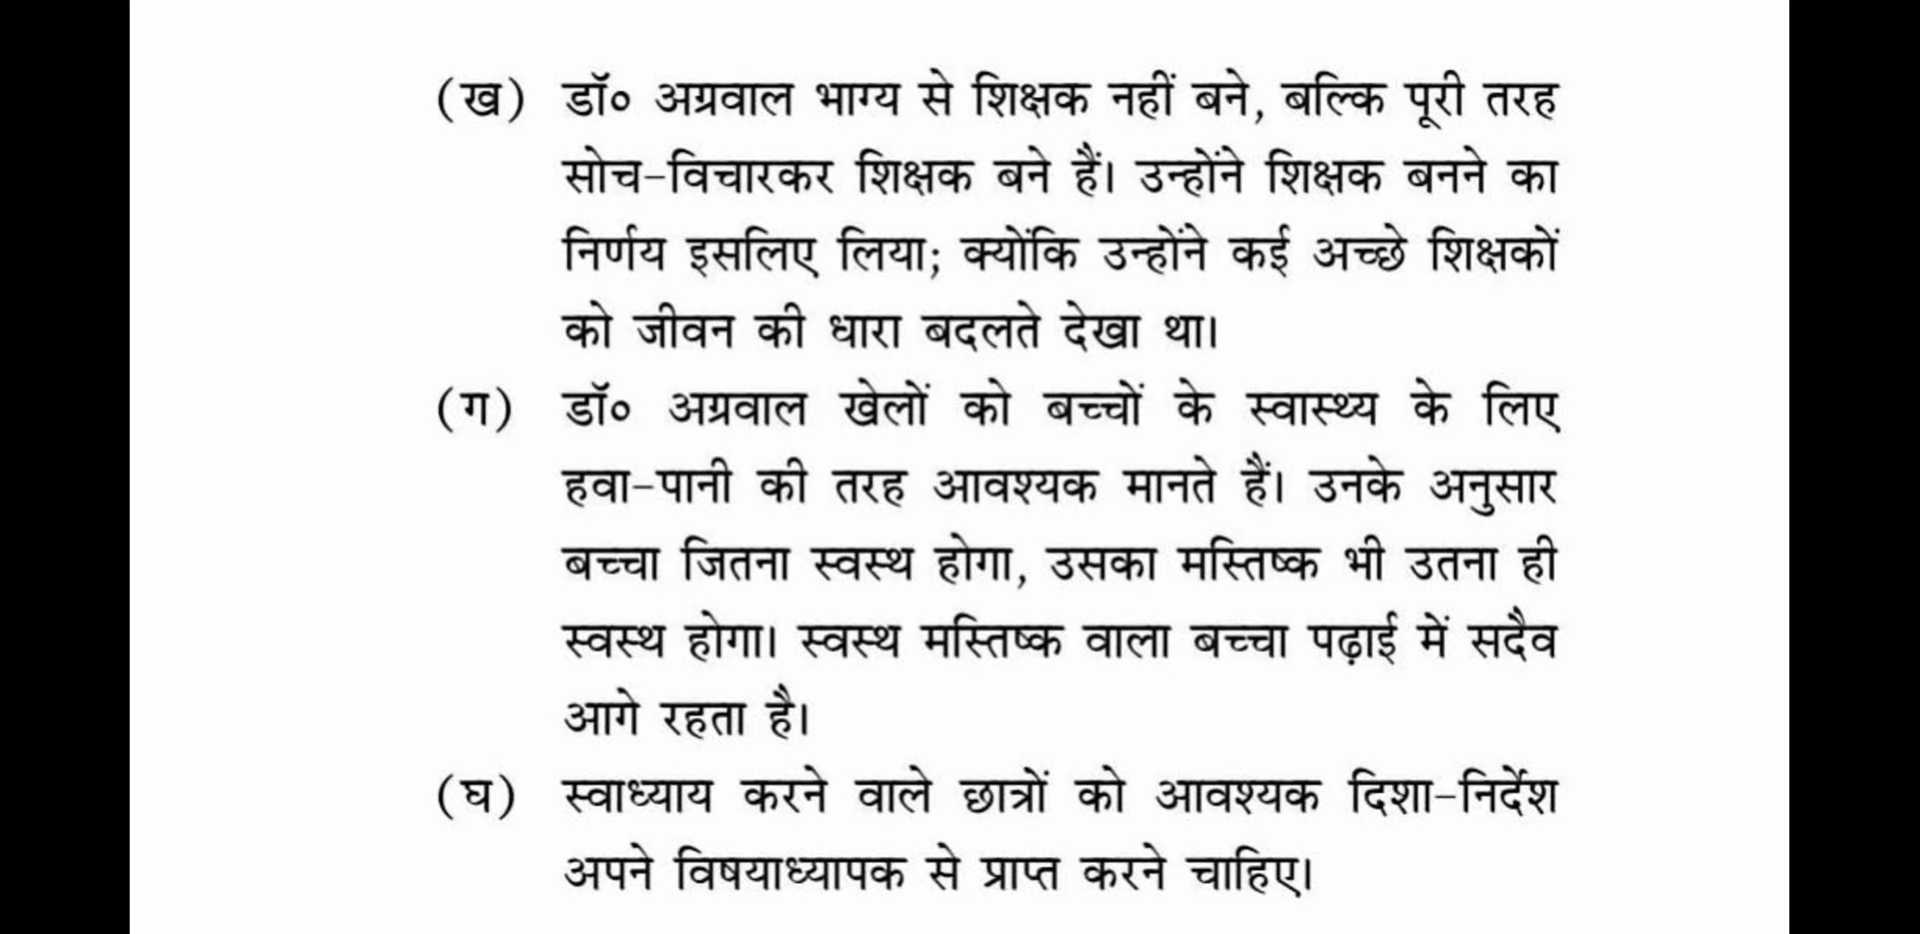 (ख) डॉ० अग्रवाल भाग्य से शिक्षक नहीं बने, बल्कि पूरी तरह
सोच-विचारकर शिक्षक बने हैं। उन्होंने शिक्षक बनने का
निर्णय इसलिए लिया; क्योंकि उन्होंने कई अच्छे शिक्षकों
को जीवन की धारा बदलते देखा था।
(ग) डॉ० अग्रवाल खेलों को बच्चों के स्वास्थ्य के लिए
हवा-पानी की तरह आवश्यक मानते हैं। उनके अनुसार
बच्चा जितना स्वस्थ होगा, उसका मस्तिष्क भी उतना ही
स्वस्थ होगा। स्वस्थ मस्तिष्क वाला बच्चा पढ़ाई में सदैव
आगे रहता है।
(घ) स्वाध्याय करने वाले छात्रों को आवश्यक दिशा-निर्देश
अपने विषयाध्यापक से प्राप्त करने चाहिए।